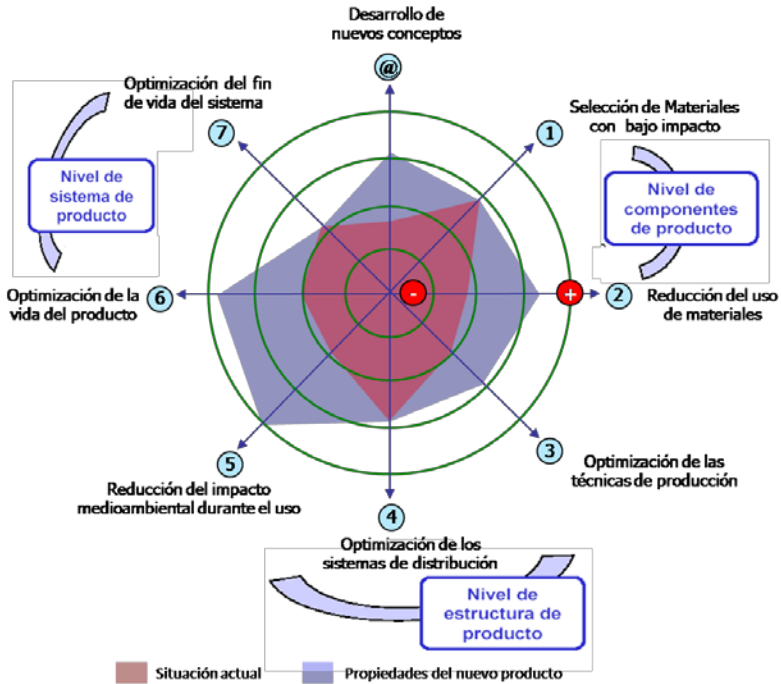 Desarrollo de
nuevos conceptos
@
Optimización del fin
de vida del sistema
7
1
Selección de Materiales
con bajo impacto
Nivel de
sistema de
producto
Nivel de
componentes
de producto
Optimización de la
vida del producto
6
-
+
2
Reducción del uso
de materiales
5
Reducción del impacto
medioambiental durante el uso
3
Optimización de las
técnicas de producción
4
Optimización de los
sistemas de distribución
Nivel de
estructura de
producto
Situación actual
Propiedades del nuevo producto